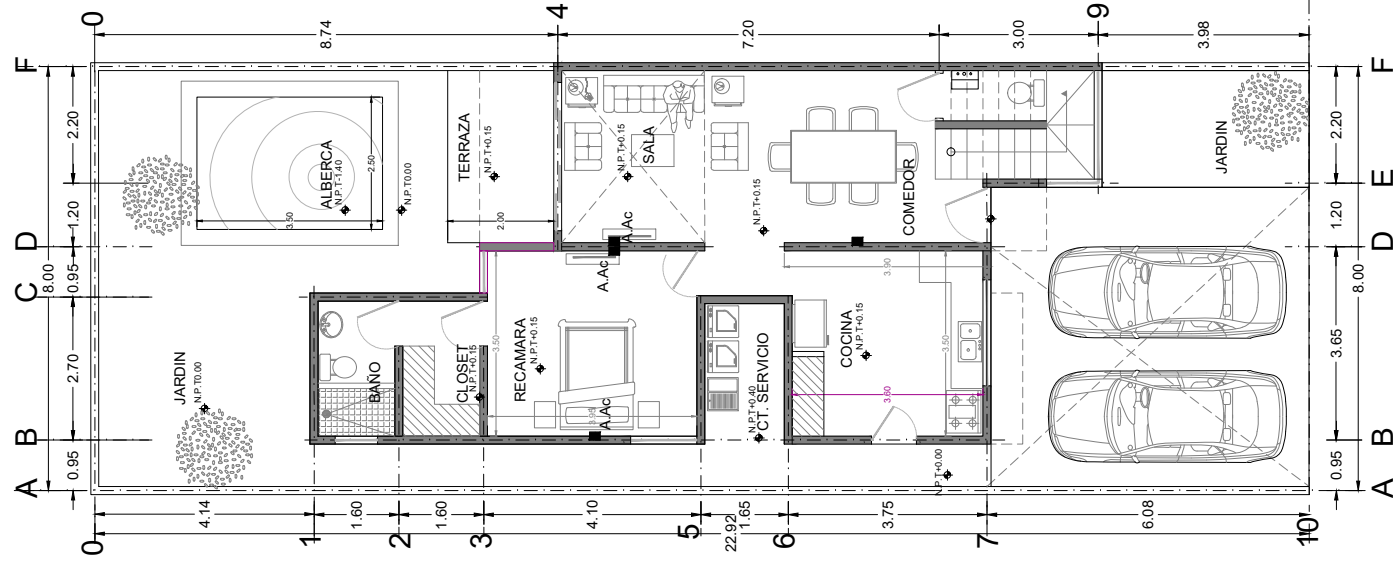 0
4
9
8.74
7.20
3.00
3.98
F
F
2.20
2.20
ALBERCA
N.P.T-1.40
2.50
3.50
N.P.T0.00
TERRAZA
N.P.T+0.15
2.00
SALA
N.P.T+0.15
N.P.T+0.15
COMEDOR
JARDIN
E
1.20
1.20
D
D
A.Ac
A.Ac
3.90
8.00
0.95
8.00
C
JARDIN
N.P.T0.00
BAÑO
CLOSET
N.P.T+0.15
3.50
RECAMARA
N.P.T+0.15
3.95
A.Ac
CT. SERVICIO
N.P.T+0.40
COCINA
N.P.T+0.15
3.50
3.60
2.70
3.65
B
B
0.95
0.95
N.P.T+0.00
A
A
4.14
1.60
1.60
4.10
1.65
3.75
6.08
22.92
0
1
2
3
5
6
7
10